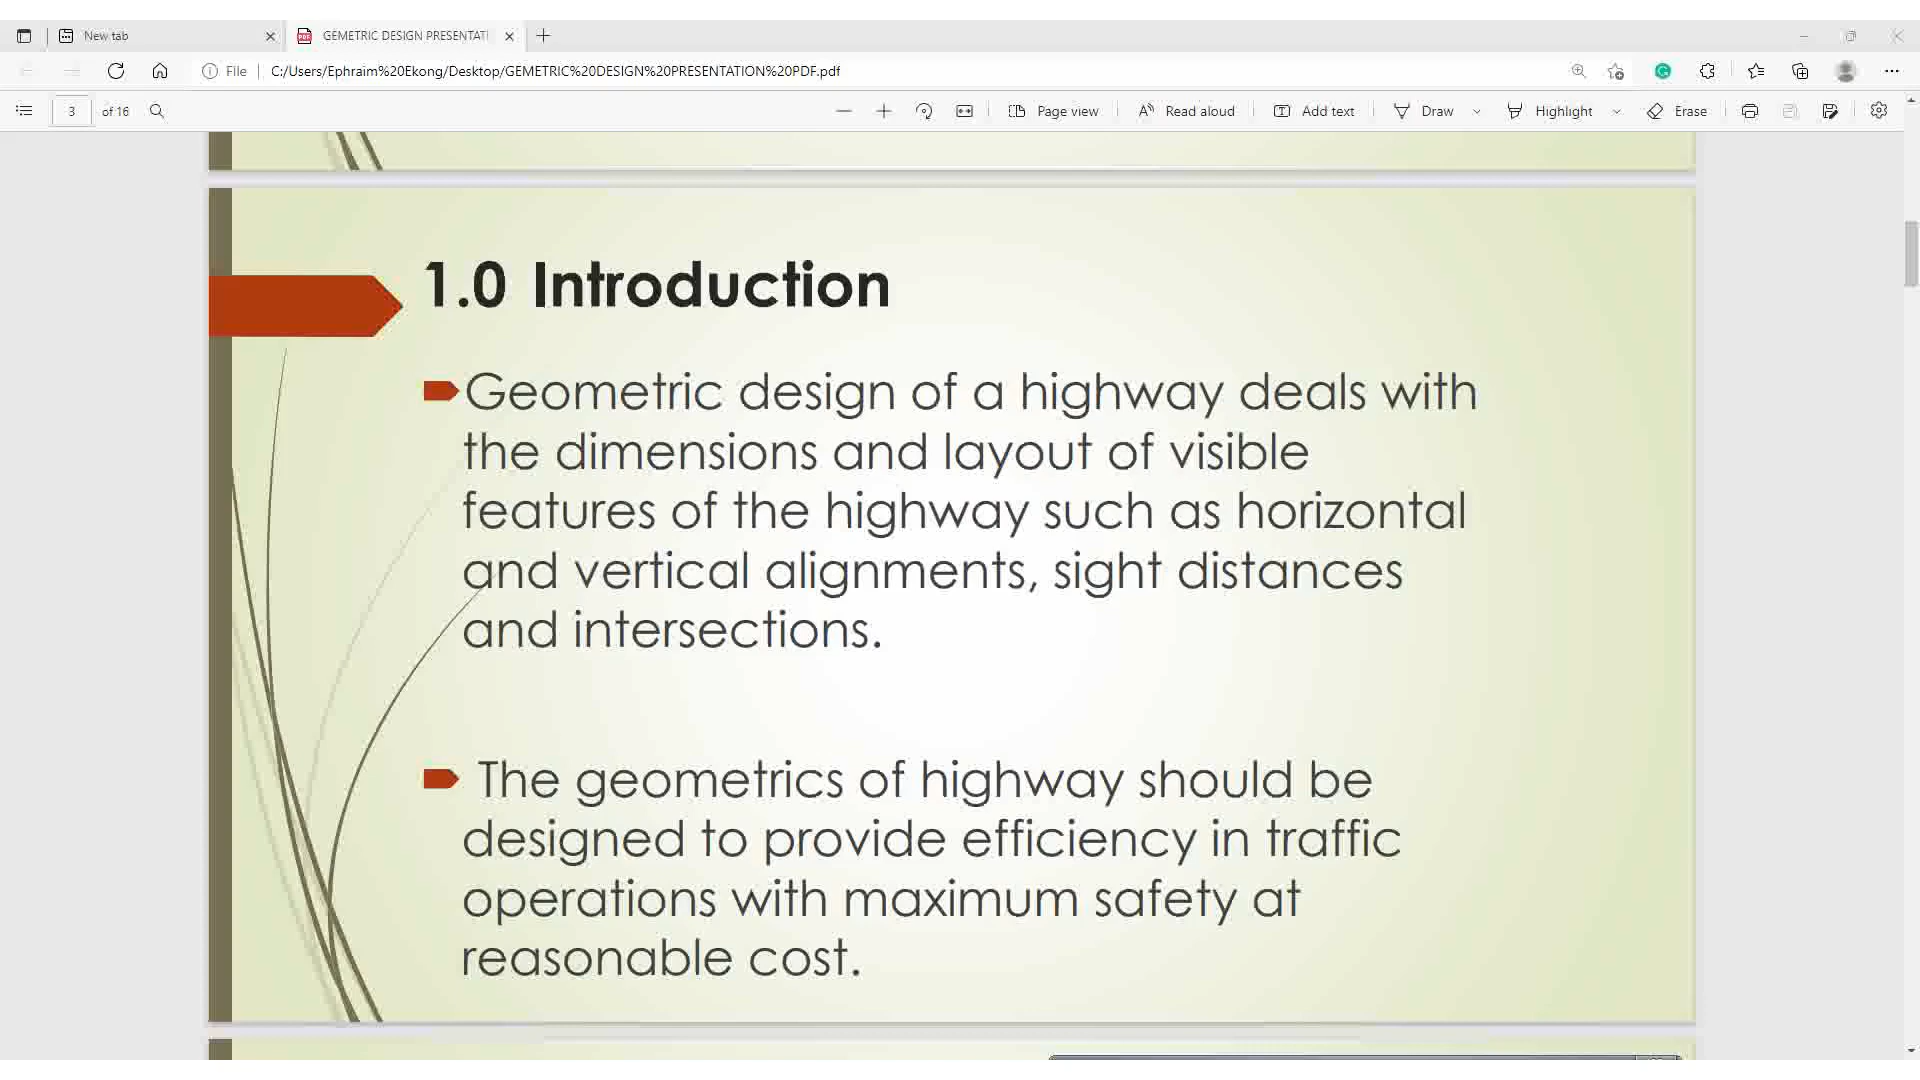 New tab
GEMETRIC DESIGN PRESENTATI
File
C:/Users/Ephraim%20Ekong/Desktop/GEMETRIC%20DESIGN%20PRESENTATION%20PDF.pdf
3 of 16
Page view
Read aloud
Add text
Draw
Highlight
Erase
1.0 Introduction
Geometric design of a highway deals with
the dimensions and layout of visible
features of the highway such as horizontal
and vertical alignments, sight distances
and intersections.
The geometrics of highway should be
designed to provide efficiency in traffic
operations with maximum safety at
reasonable cost.